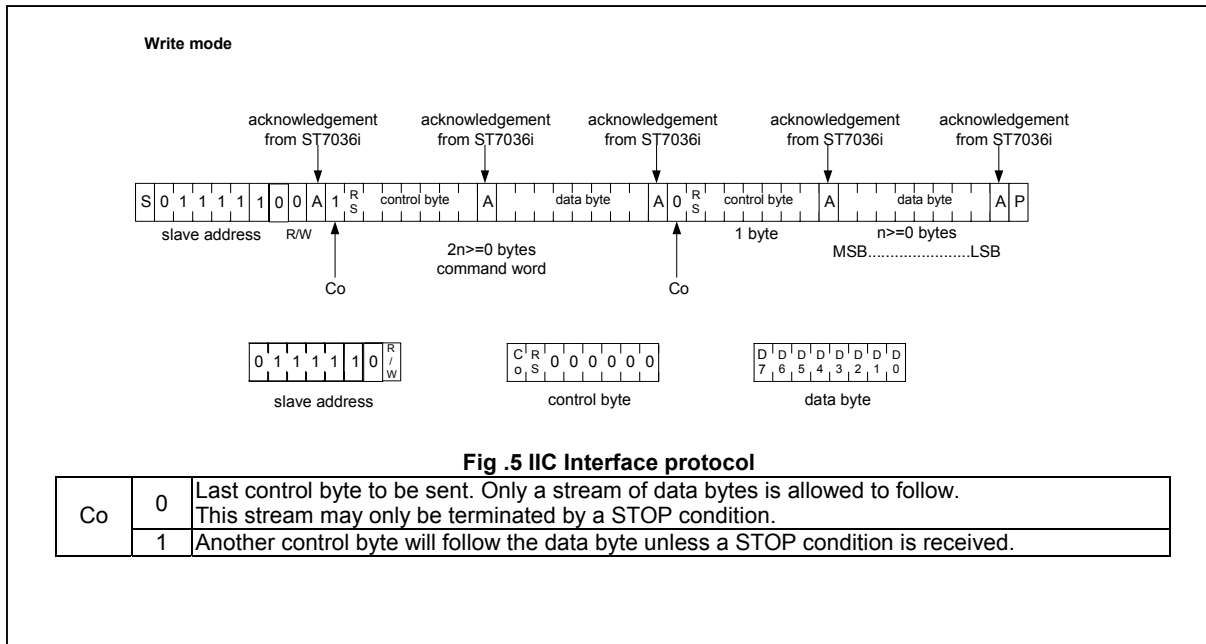 Write mode
acknowledgement acknowledgement acknowledgement acknowledgement acknowledgement
from ST7036i from ST7036i from ST7036i from ST7036i from ST7036i
S 0 1 1 1 1 1 0 0 A 1 RS control byte A data byte A 0 RS control byte A data byte A P
slave address R/W 1 byte n>=0 bytes
2n>=0 bytes MSB.......................LSB
command word
Co Co
0 1 1 1 1 1 0 R/W Co RS 0 0 0 0 0 0 D7 D6 D5 D4 D3 D2 D1 D0
slave address control byte data byte
Fig .5 IIC Interface protocol
Co 0 Last control byte to be sent. Only a stream of data bytes is allowed to follow.
This stream may only be terminated by a STOP condition.
1 Another control byte will follow the data byte unless a STOP condition is received.